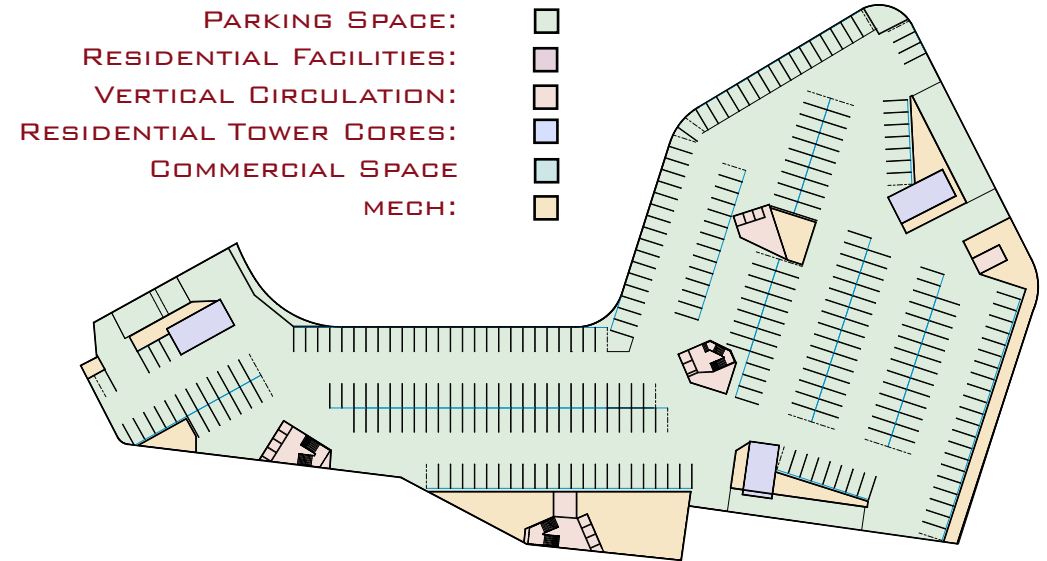 Parking Space:
Residential Facilities:
Vertical Circulation:
Residential Tower Cores:
Commercial Space
mech: